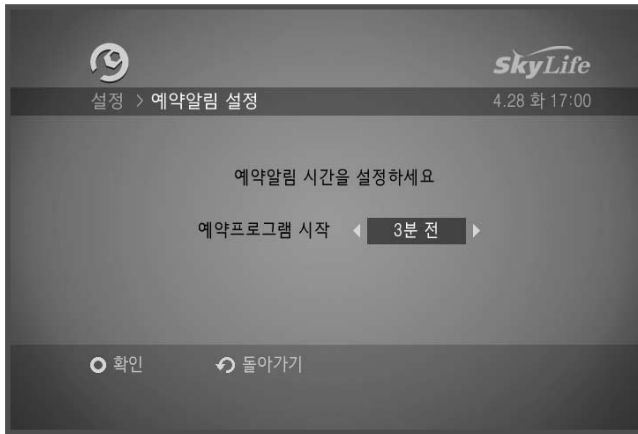 SkyLife
설정 > 예약알림 설정 4.28 화 17:00
예약알림 시간을 설정하세요
예약프로그램 시작 3분 전
확인 돌아가기